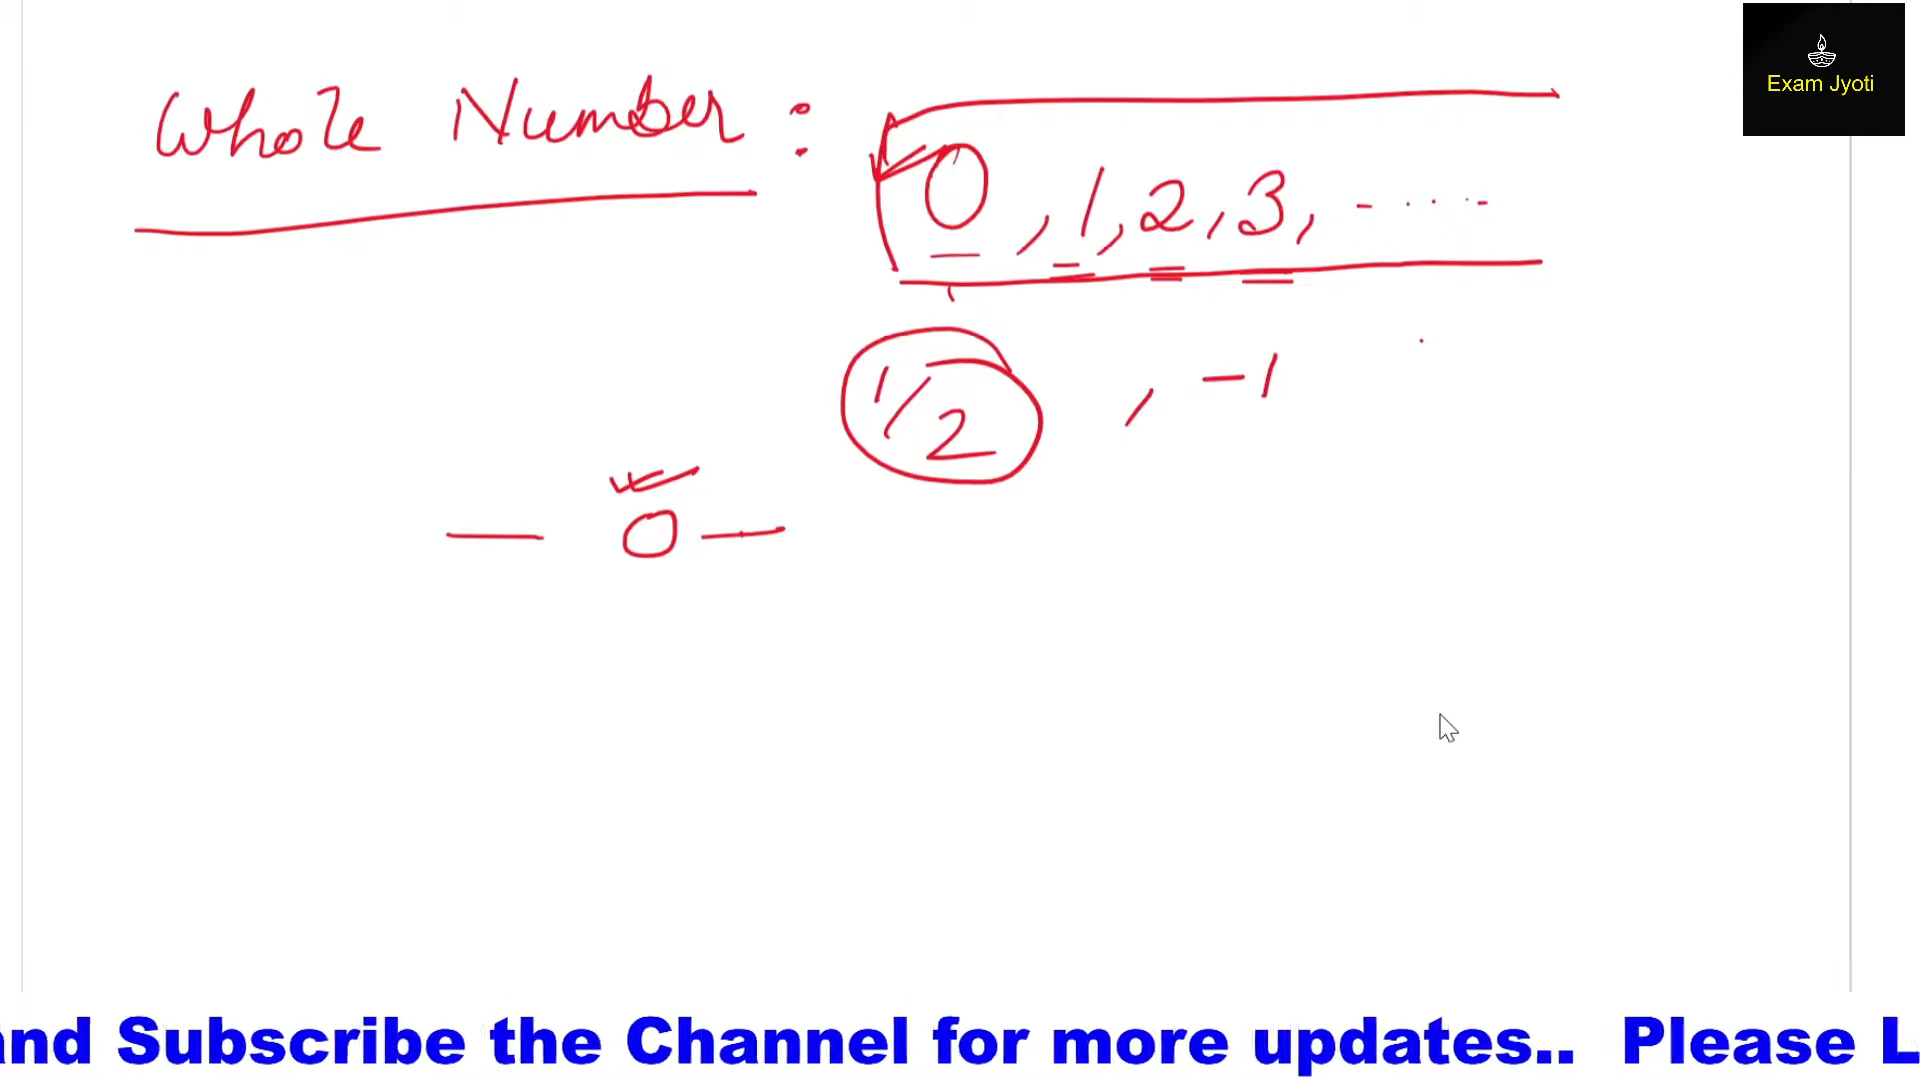 Exam Jyoti
Whole Number :
0, 1, 2, 3, - . . . -
1/2 , -1
— 0 —
and Subscribe the Channel for more updates.. Please L